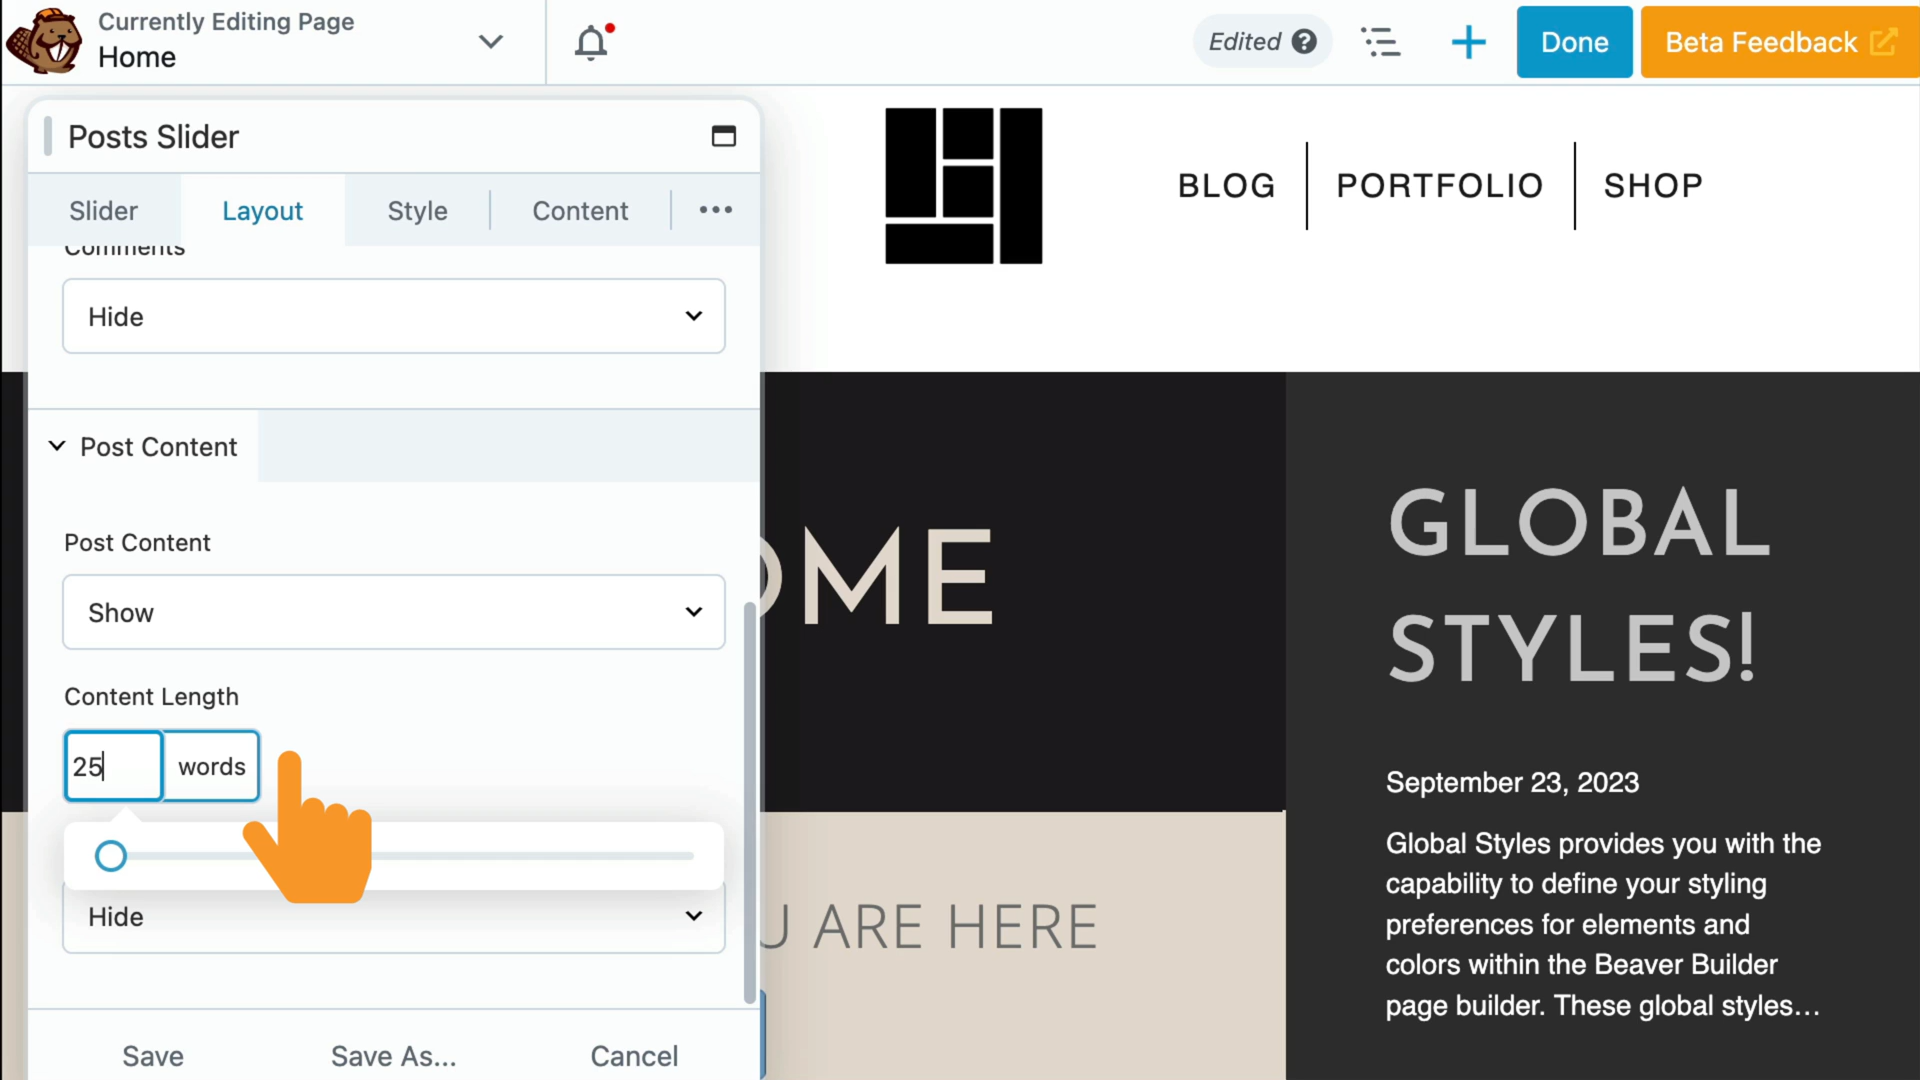 Currently Editing Page
Home
Edited ?
Done
Beta Feedback
Posts Slider
Slider
Layout
Style
Content
Comments
Hide
Post Content
Post Content
Show
Content Length
25 words
Hide
Save
Save As...
Cancel
BLOG
PORTFOLIO
SHOP
OME
U ARE HERE
GLOBAL
STYLES!
September 23, 2023
Global Styles provides you with the
capability to define your styling
preferences for elements and
colors within the Beaver Builder
page builder. These global styles...